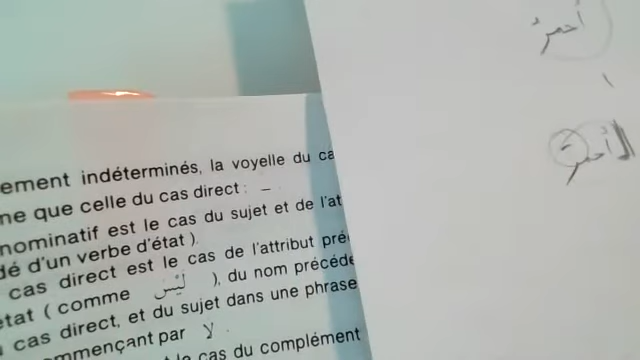 ement indéterminés, la voyelle du ca
ne que celle du cas direct : –
nominatif est le cas du sujet et de l'at
dé d'un verbe d'état ).
cas direct est le cas de l'attribut pré
état ( comme لَيْسَ ), du nom précéde
cas direct, et du sujet dans une phrase
mmençant par لا .
le cas du complément
أحمر